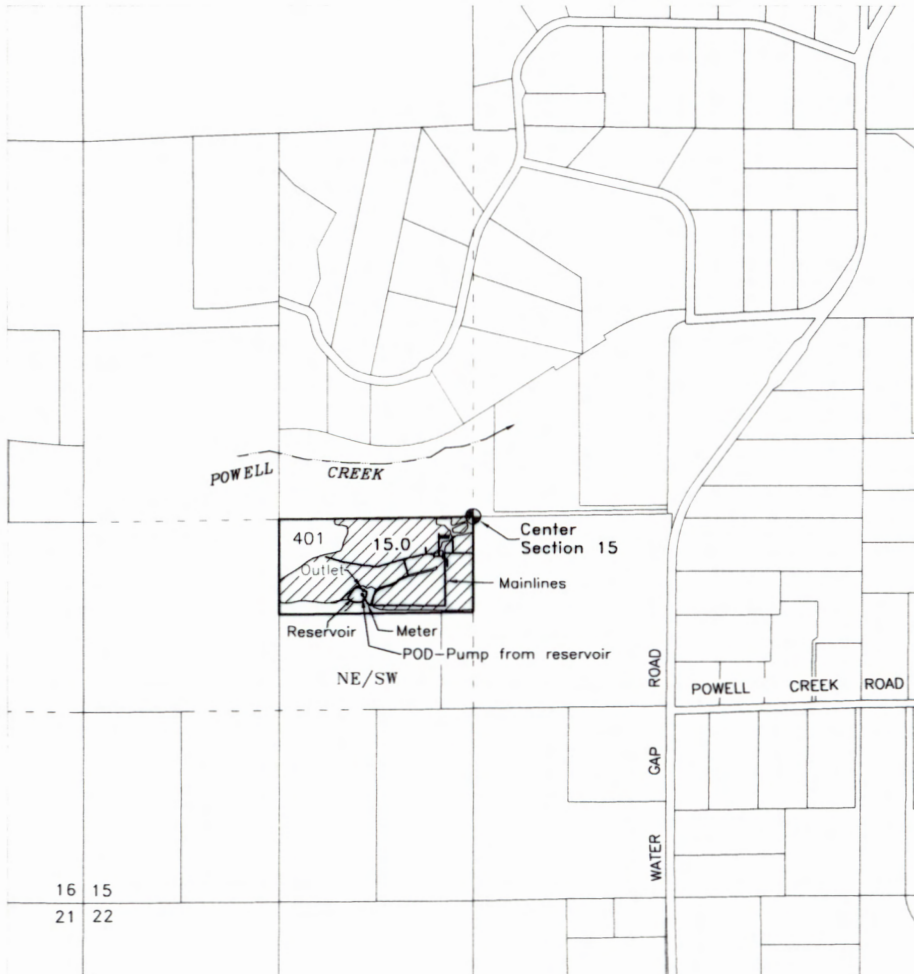 POWELL CREEK
Center
Section 15
401
15.0
Outlet
Mainlines
Reservoir
Meter
POD-Pump from reservoir
NE/SW
ROAD
GAP
WATER
POWELL CREEK ROAD
16 15
21 22